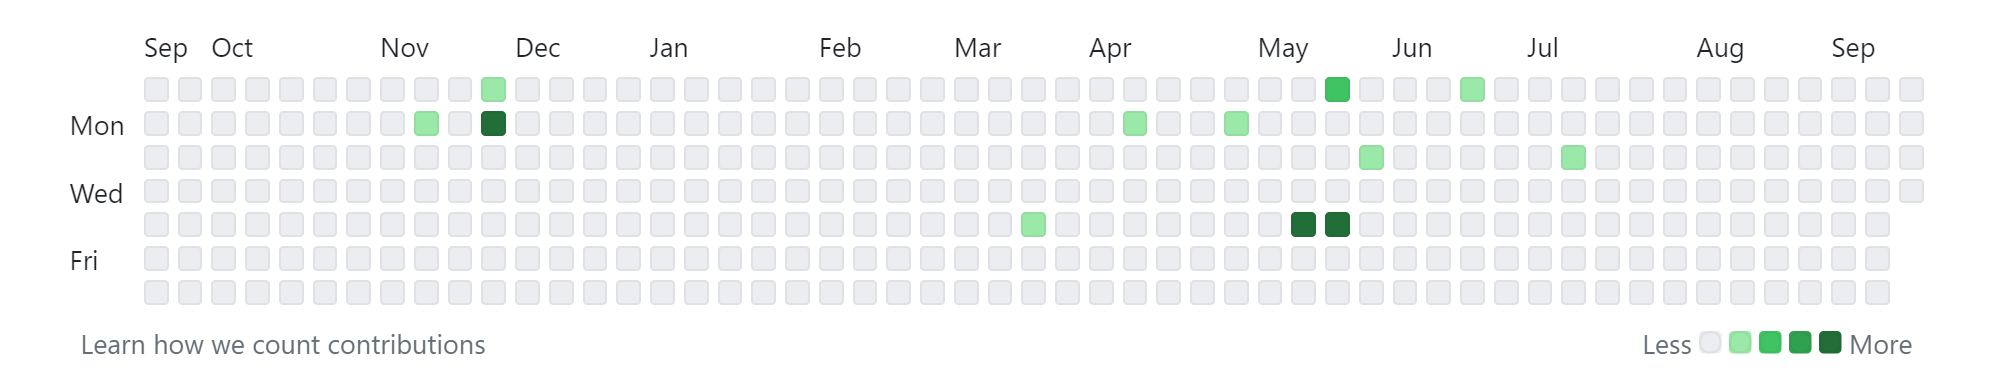 Sep Oct Nov Dec Jan Feb Mar Apr May Jun Jul Aug Sep
Mon
Wed
Fri
Learn how we count contributions Less More